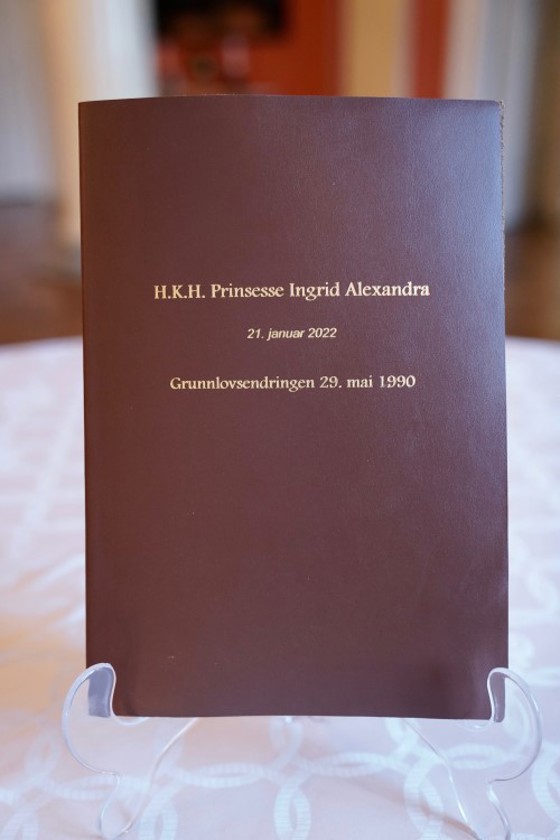 H.K.H. Prinsesse Ingrid Alexandra
21. januar 2022
Grunnlovsendringen 29. mai 1990